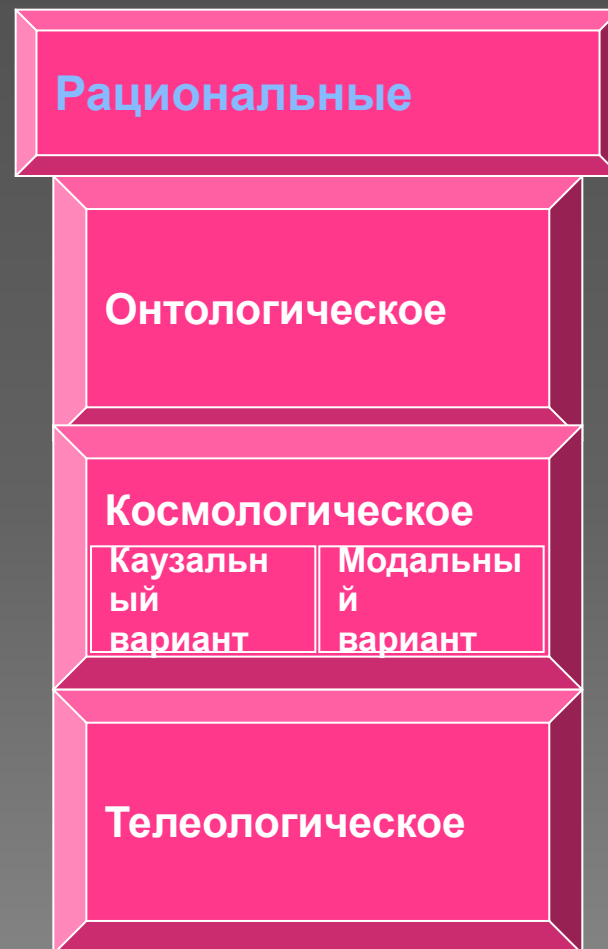 Рациональные
Онтологическое
Космологическое
Каузальн
ый
вариант
Модальны
й
вариант
Телеологическое